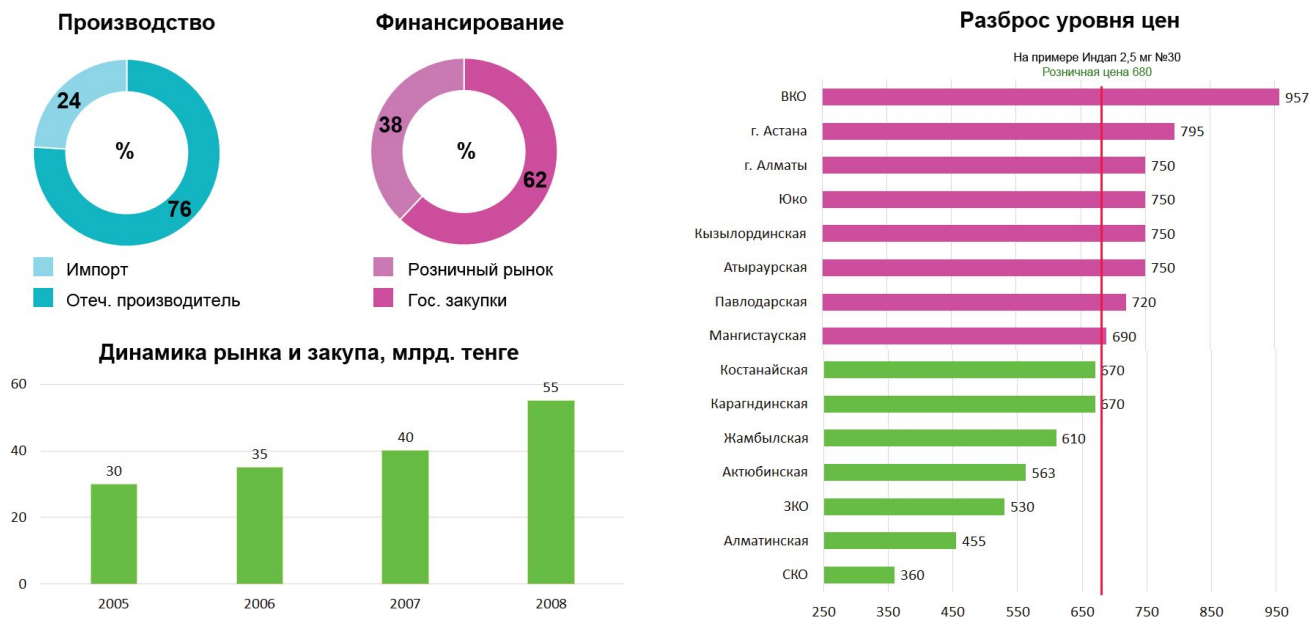 Производство
24
%
76
Импорт
Отеч. производитель
Финансирование
38
%
62
Розничный рынок
Гос. закупки
Динамика рынка и закупа, млрд. тенге
60
40
20
0
30
35
40
55
2005
2006
2007
2008
Разброс уровня цен
На примере Индап 2,5 мг №30
Розничная цена 680
ВКО 957
г. Астана 795
г. Алматы 750
Юко 750
Кызылординская 750
Атыраурская 750
Павлодарская 720
Мангистауская 690
Костанайская 670
Карагндинская 670
Жамбылская 610
Актюбинская 563
ЗКО 530
Алматинская 455
СКО 360
250 350 450 550 650 750 850 950